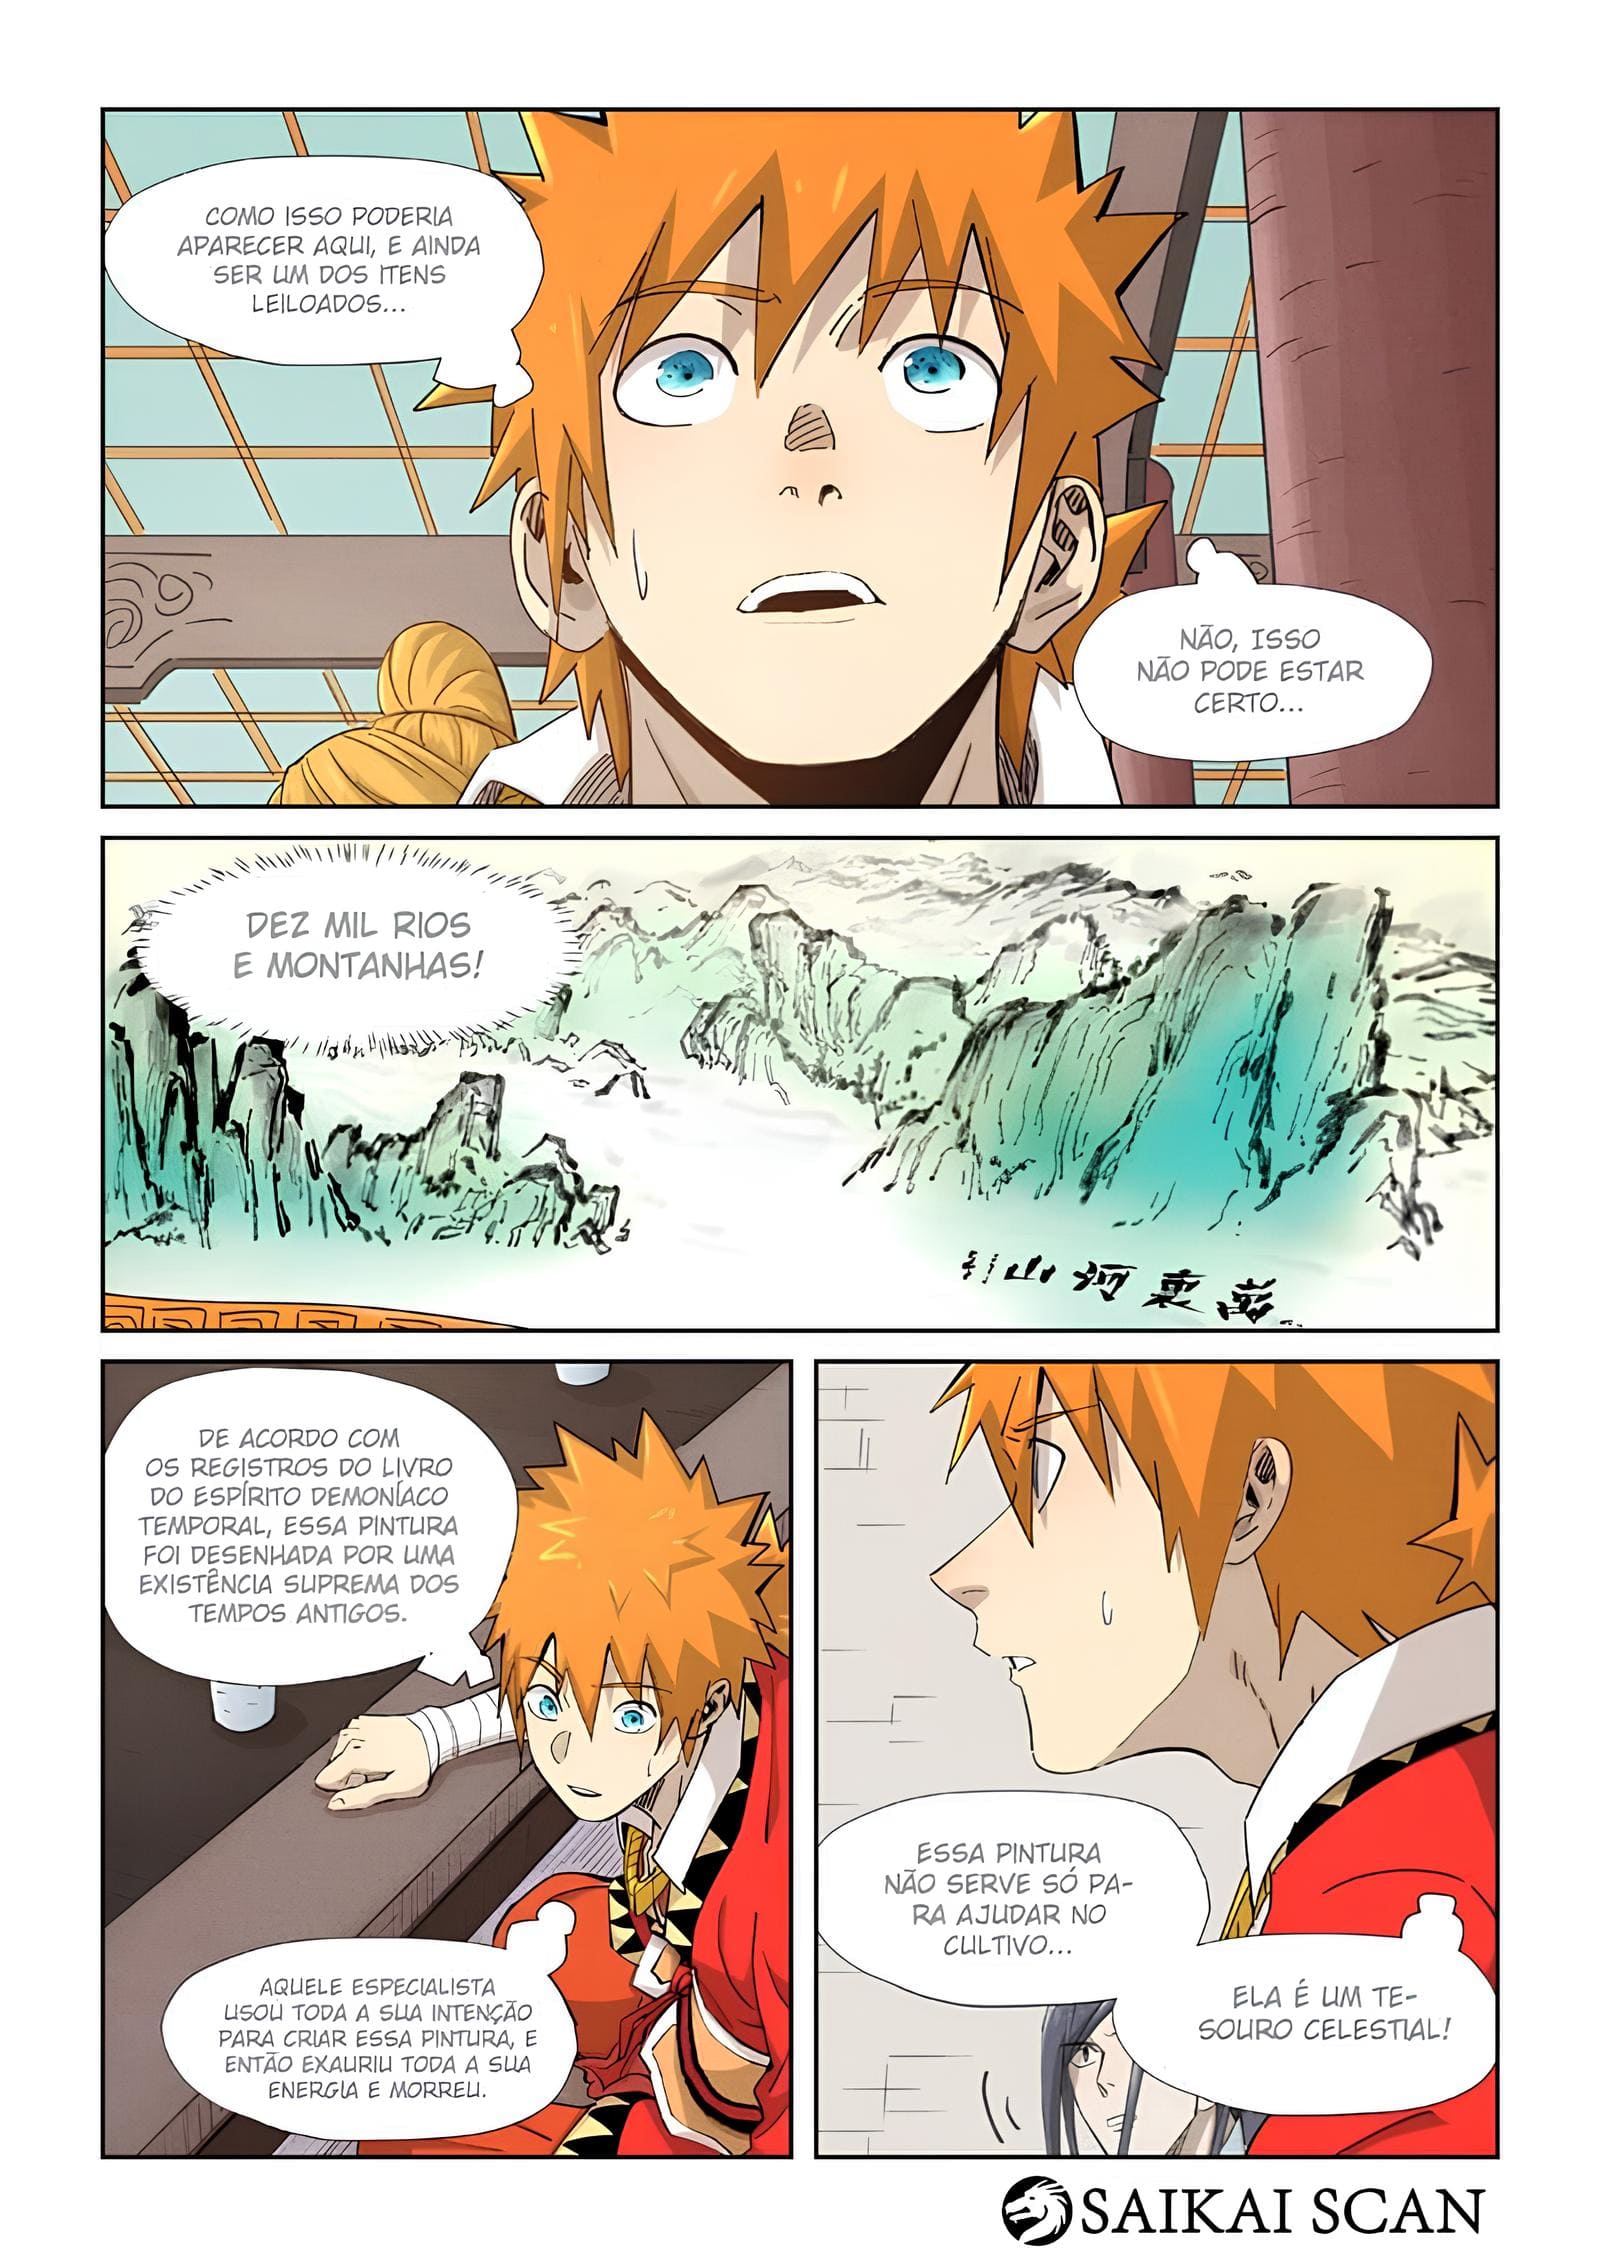 COMO ISSO PODERIA
APARECER AQUI, E AINDA
SER UM DOS ITENS
LEILOADOS...
NÃO, ISSO
NÃO PODE ESTAR
CERTO...
DEZ MIL RIOS
E MONTANHAS!
山河裏
DE ACORDO COM
OS REGISTROS DO LIVRO
DO ESPÍRITO DEMONÍACO
TEMPORAL, ESSA PINTURA
FOI DESENHADA POR UMA
EXISTÊNCIA SUPREMA DOS
TEMPOS ANTIGOS.
AQUELE ESPECIALISTA
USOU TODA A SUA INTENÇÃO
PARA CRIAR ESSA PINTURA, E
ENTÃO EXAURIU TODA A SUA
ENERGIA E MORREU.
ESSA PINTURA
NÃO SERVE SÓ PA-
RA AJUDAR NO
CULTIVO...
ELA É UM TE-
SOURO CELESTIAL!
SAIKAI SCAN